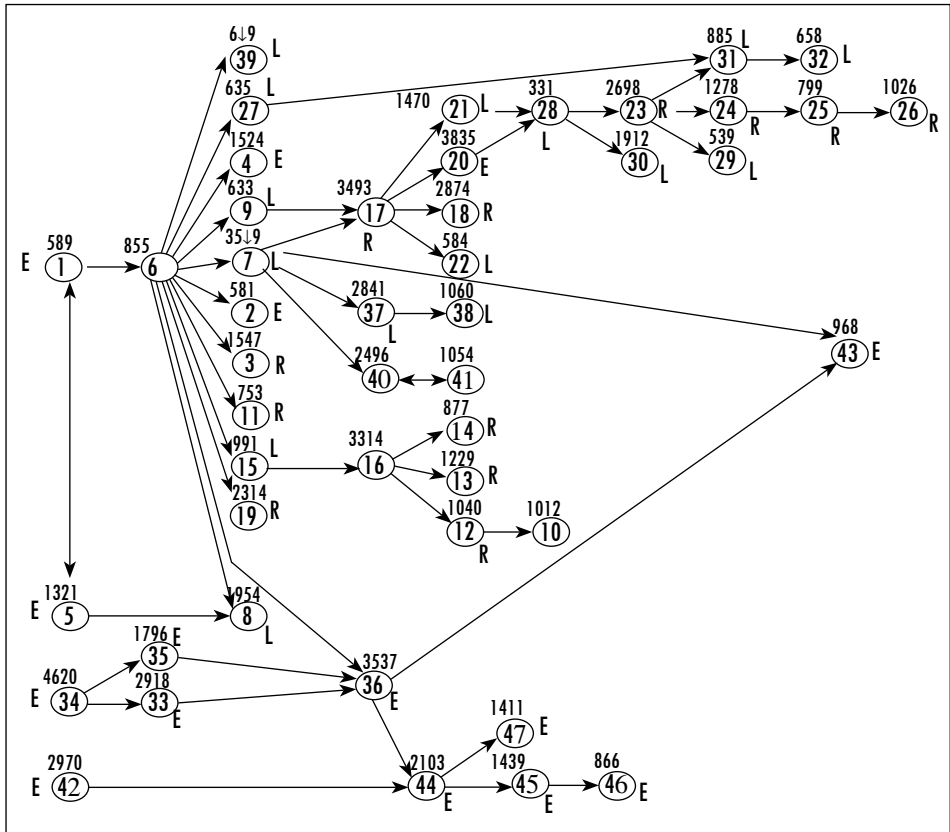 6↓9
39 L
635 L
27
1524
4 E
633 L
9
35↓9
7 L
581
2 E
1547
3 R
753
11 R
991 L
15
2314
19 R
1954
8
L
589
E 1
855
6
1321
E 5
885 L
31
658
32 L
1470 21 L
331
28
L
2698
23 R
1278
24
R
799
25
R
1026
26 R
3835
20 E
1912
30 L
539
29 L
3493
17
R
2874
18 R
584
22 L
2841
37
L
1060
38 L
968
43 E
2496
40
1054
41
3314
16
877
14 R
1229
13 R
1040
12
R
1012
10
1796 E
35
4620
E 34
2918
33
E
3537
36
E
1411
47 E
2970
E 42
2103
44
E
1439
45
E
866
46 E